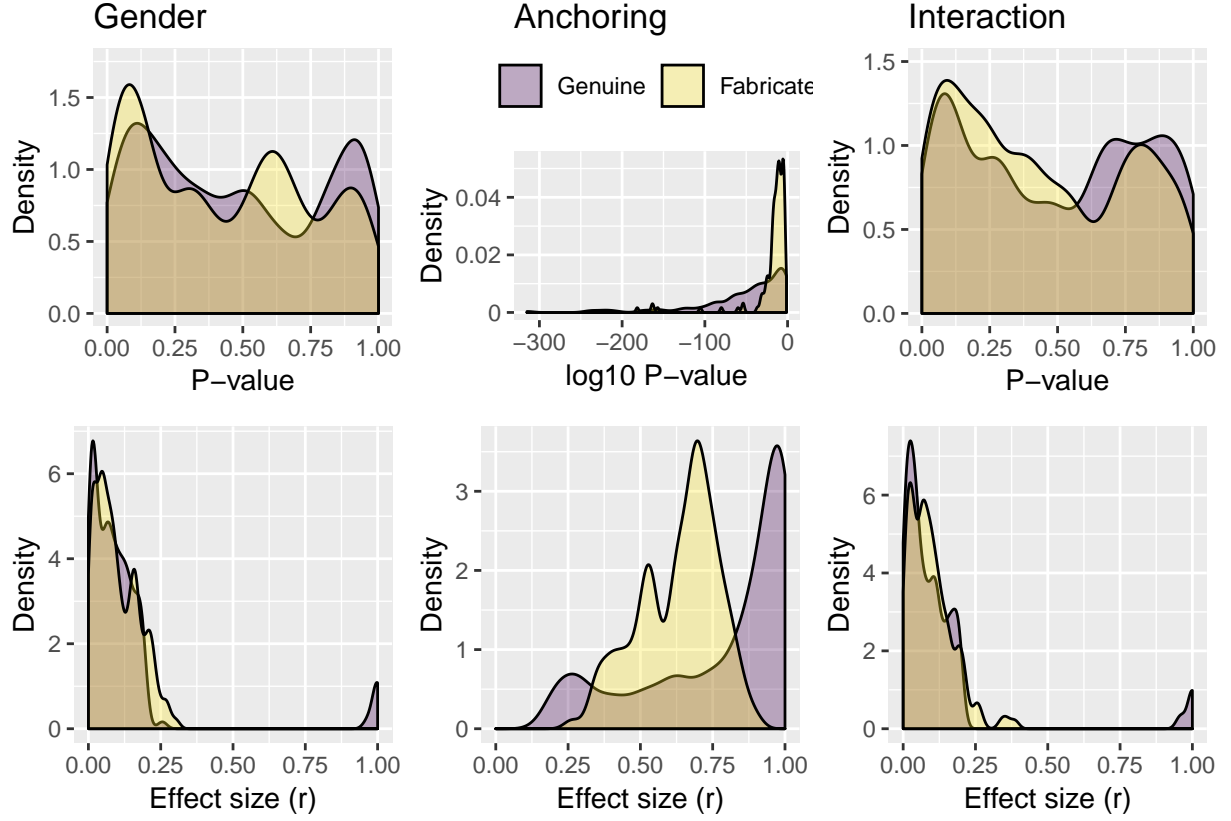 Gender
Anchoring
Interaction
Genuine
Fabricate
Density
1.5
1.0
0.5
0.0
0.00 0.25 0.50 0.75 1.00
P−value
Density
0.04
0.02
0
−300 −200 −100 0
log10 P−value
Density
1.5
1.0
0.5
0.0
0.00 0.25 0.50 0.75 1.00
P−value
Density
6
4
2
0
0.00 0.25 0.50 0.75 1.00
Effect size (r)
Density
3
2
1
0
0.00 0.25 0.50 0.75 1.00
Effect size (r)
Density
6
4
2
0
0.00 0.25 0.50 0.75 1.00
Effect size (r)